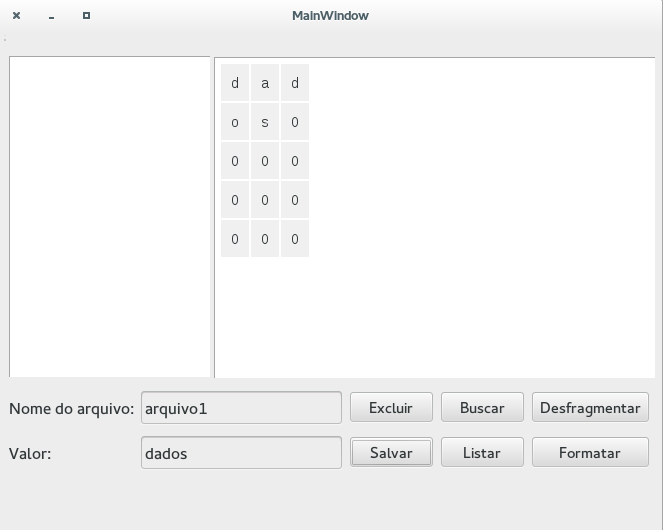 MainWindow
d a d
o s 0
0 0 0
0 0 0
0 0 0
Nome do arquivo: arquivo1 Excluir Buscar Desfragmentar
Valor: dados Salvar Listar Formatar